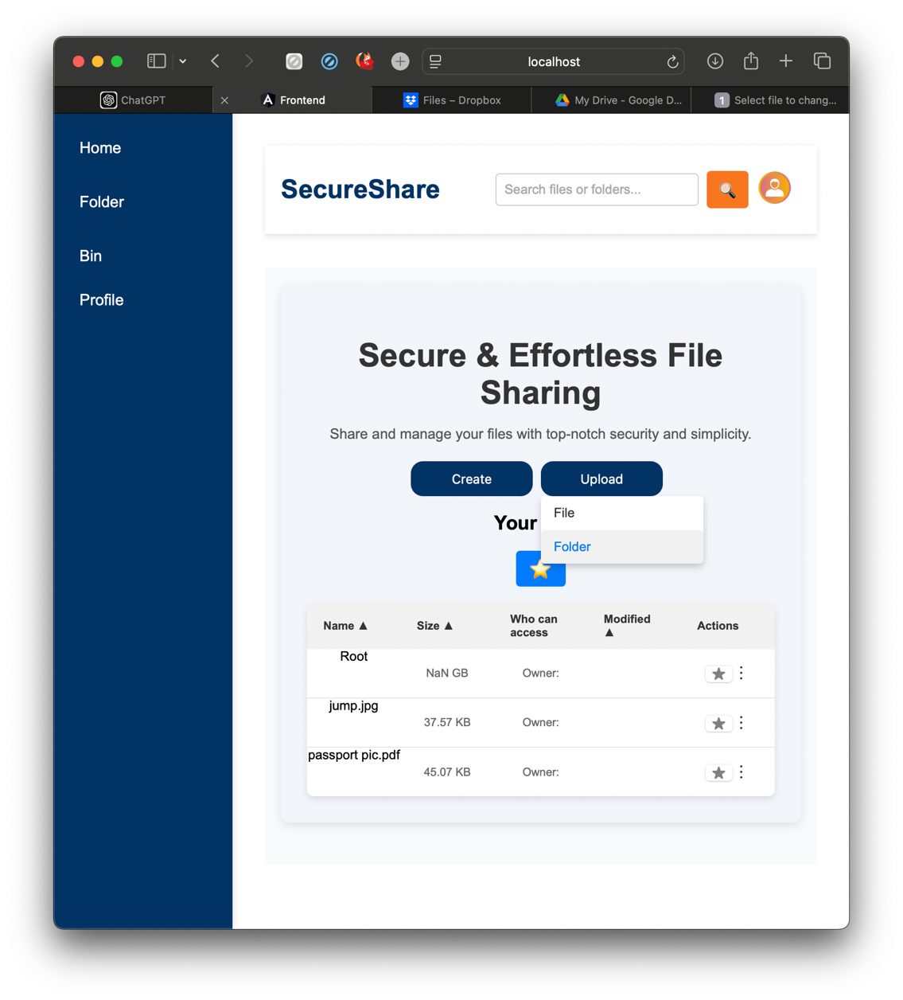 localhost
ChatGPT
Frontend
Files – Dropbox
My Drive - Google D...
1 Select file to chang...
Home
Folder
Bin
Profile
SecureShare
Search files or folders...
Secure & Effortless File
Sharing
Share and manage your files with top-notch security and simplicity.
Create
Upload
File
Folder
Your
Name ▲ Size ▲ Who can access Modified ▲ Actions
Root
NaN GB Owner:
jump.jpg
37.57 KB Owner:
passport pic.pdf
45.07 KB Owner: